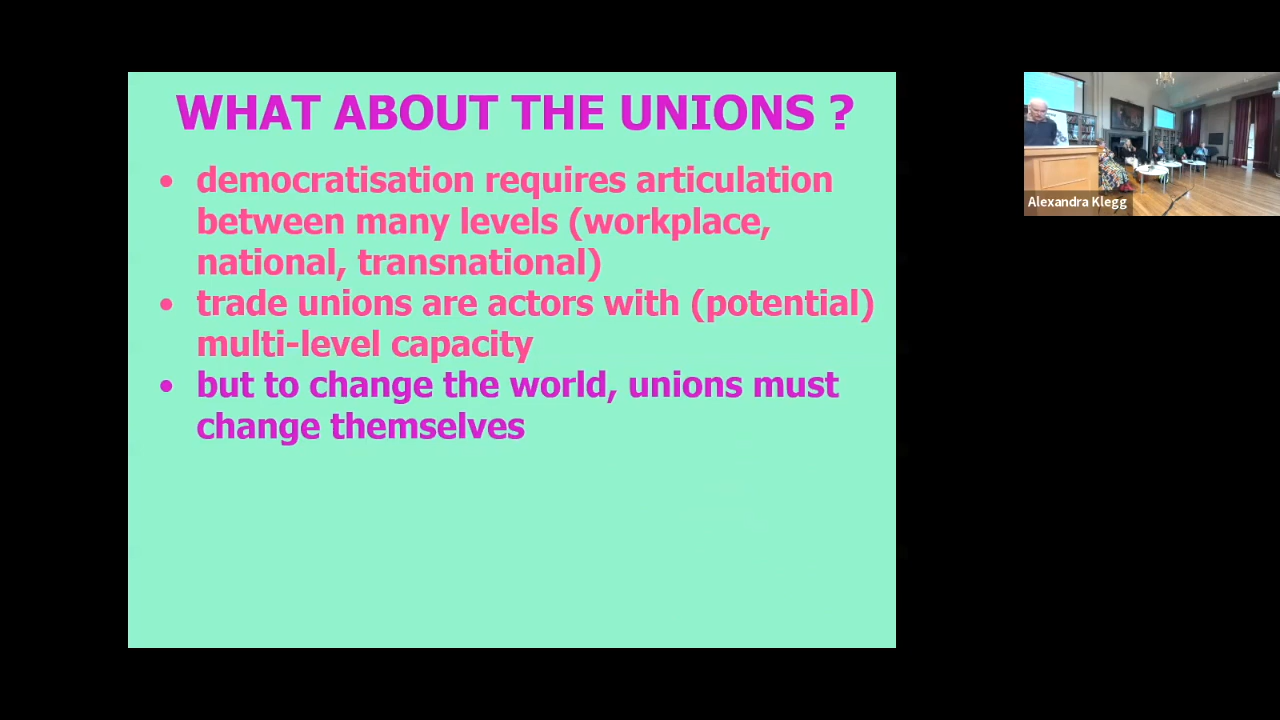 WHAT ABOUT THE UNIONS ?
• democratisation requires articulation
between many levels (workplace,
national, transnational)
• trade unions are actors with (potential)
multi-level capacity
• but to change the world, unions must
change themselves
Alexandra Klegg